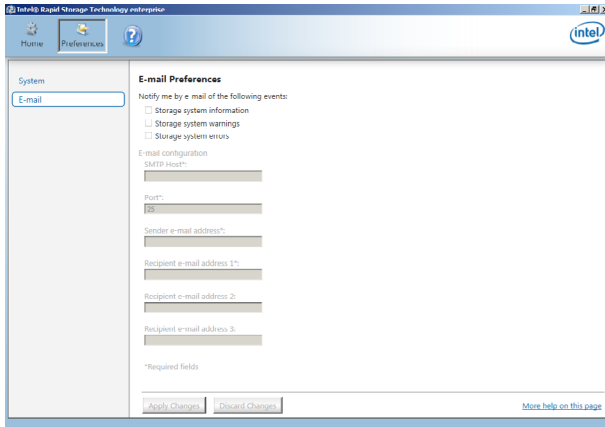 Intel® Rapid Storage Technology enterprise
Home
Preferences
?
intel
System
E-mail
E-mail Preferences
Notify me by e-mail of the following events:
Storage system information
Storage system warnings
Storage system errors
E-mail configuration
SMTP Host*:
Port*:
25
Sender e-mail address*:
Recipient e-mail address 1*:
Recipient e-mail address 2:
Recipient e-mail address 3.
*Required fields
Apply Changes
Discard Changes
More help on this page